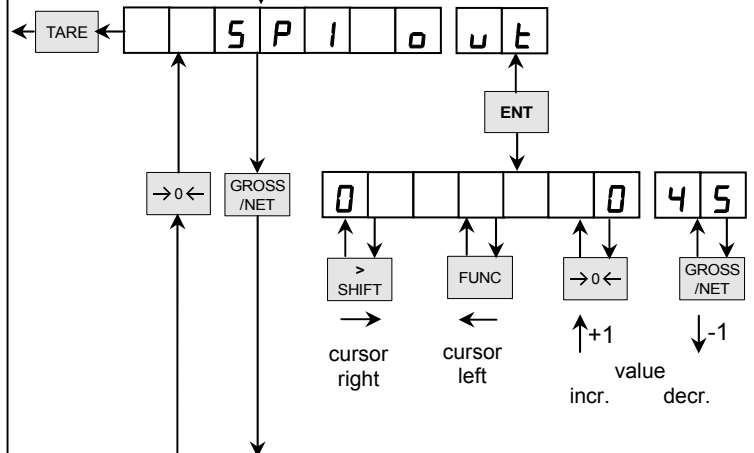 TARE
SP1 out
ENT
→0←
GROSS
/NET
0 0 45
>
SHIFT
FUNC
→0←
GROSS
/NET
+1
-1
cursor
right
cursor
left
value
incr. decr.